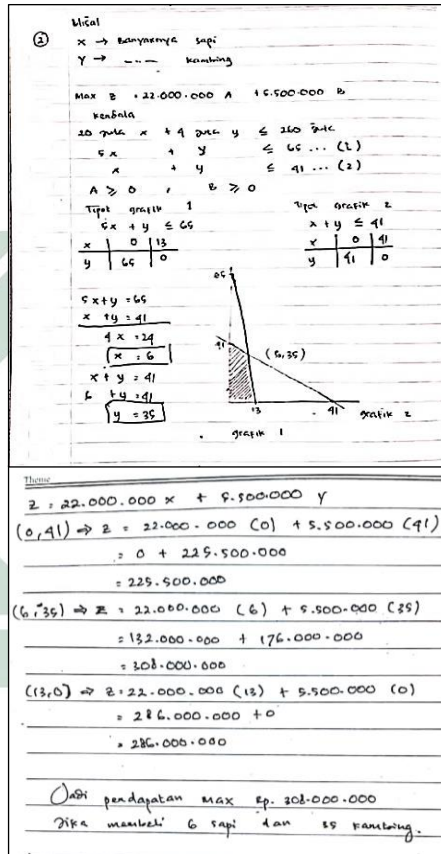 Misal
② x → Banyaknya sapi
Y → -- --- kambing
Max z = 22.000.000 A + 5.500.000 B
kendala
20 juta x + 4 juta y ≤ 260 juta
5x + y ≤ 65 ... (1)
x + y ≤ 41 ... (2)
A ≥ 0 , B ≥ 0
Tipot grafik 1
5x + y ≤ 65
x | 0 | 13
y | 65 | 0
Tipot grafik 2
x + y ≤ 41
x | 0 | 41
y | 41 | 0
5x + y = 65
x + y = 41
4x = 24
x = 6
x + y = 41
6 + y = 41
y = 35
65
41
(6,35)
13
41
grafik 2
grafik 1
Theme
Z = 22.000.000 x + 5.500.000 Y
(0,41) ⇒ z = 22.000.000 (0) + 5.500.000 (41)
= 0 + 225.500.000
= 225.500.000
(6,35) ⇒ z = 22.000.000 (6) + 5.500.000 (35)
= 132.000.000 + 176.000.000
= 308.000.000
(13,0) ⇒ z = 22.000.000 (13) + 5.500.000 (0)
= 286.000.000 + 0
= 286.000.000
Jadi pendapatan max Rp. 308.000.000
Jika membeli 6 sapi dan 35 kambing.